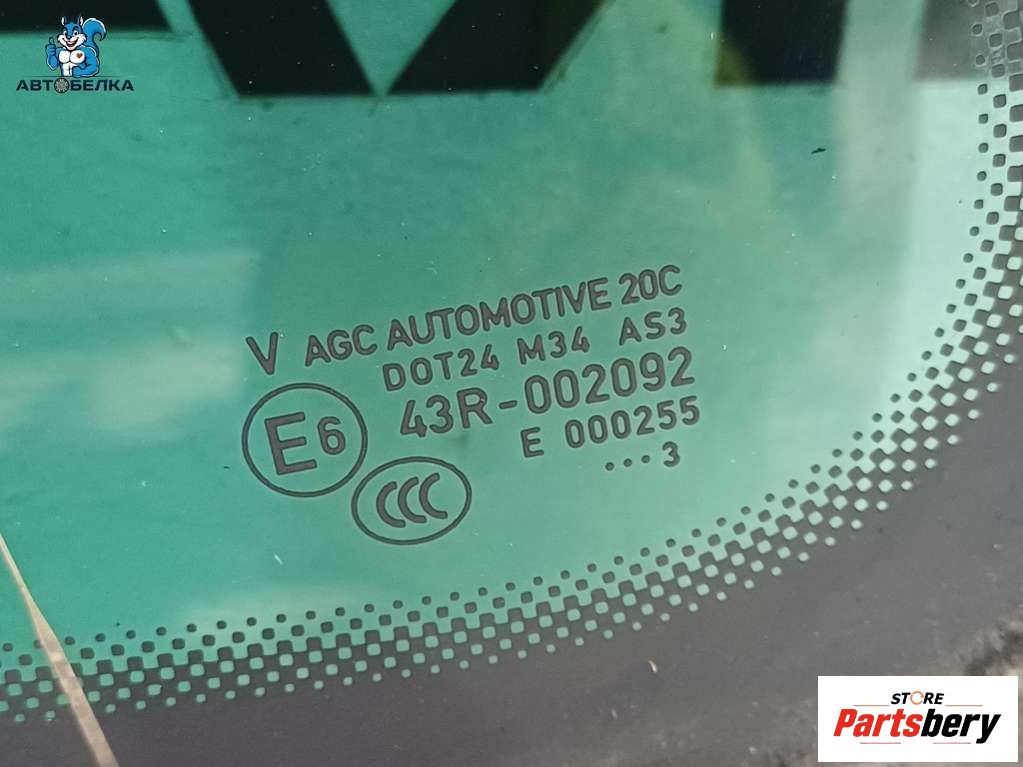 АВТОБЕЛКА
V AGC AUTOMOTIVE 20C
DOT24 M34 AS3
E6 43R-002092
E 000255
CCC ...3
STORE
Partsbery